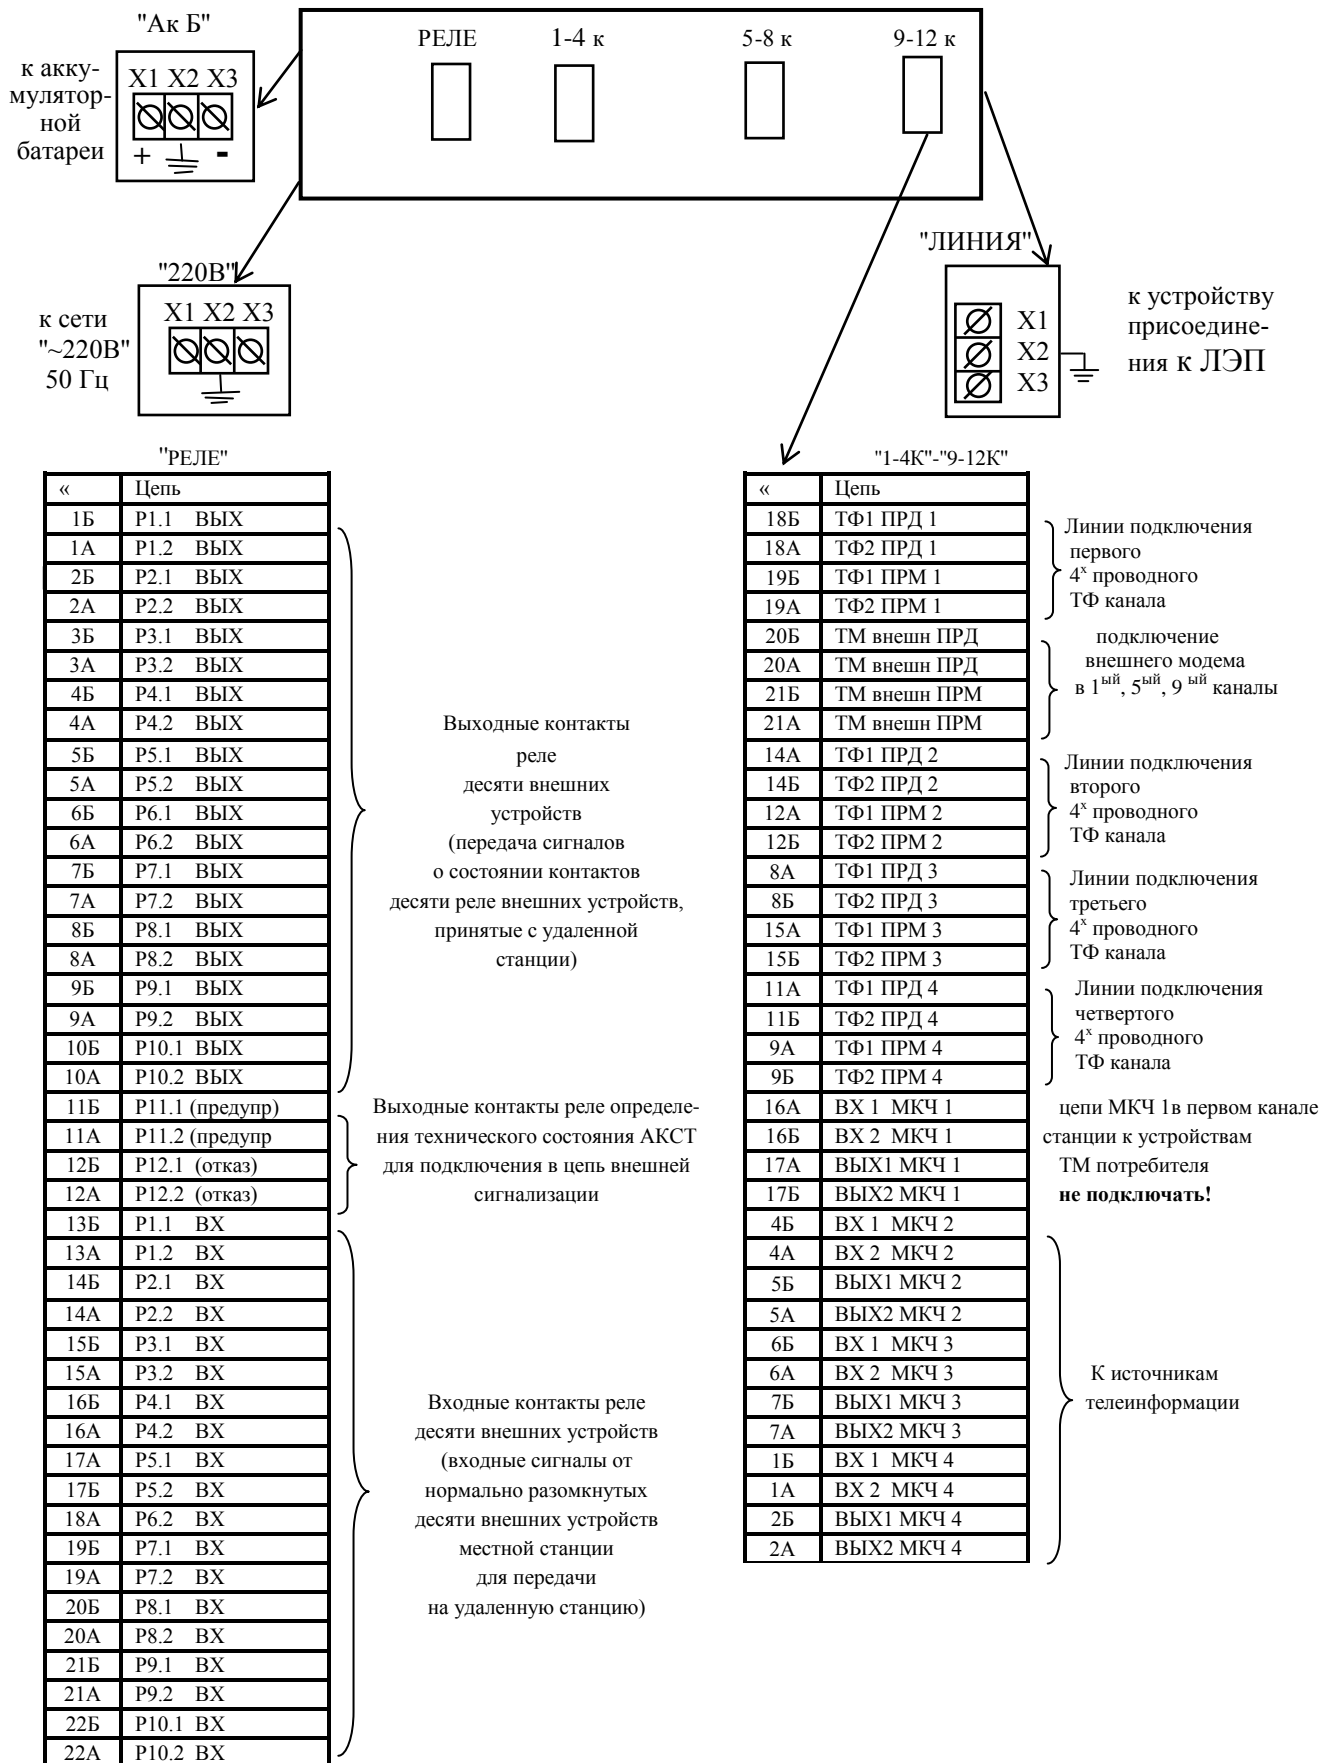 "Ак Б"
к акку-
мулятор-
ной
батареи
X1 X2 X3
+ -
РЕЛЕ 1-4 к 5-8 к 9-12 к
"220В"
к сети
"~220В"
50 Гц
X1 X2 X3
"ЛИНИЯ"
X1
X2
X3
к устройству
присоедине-
ния к ЛЭП
"РЕЛЕ"
« Цепь
1Б Р1.1 ВЫХ
1А Р1.2 ВЫХ
2Б Р2.1 ВЫХ
2А Р2.2 ВЫХ
3Б Р3.1 ВЫХ
3А Р3.2 ВЫХ
4Б Р4.1 ВЫХ
4А Р4.2 ВЫХ
5Б Р5.1 ВЫХ
5А Р5.2 ВЫХ
6Б Р6.1 ВЫХ
6А Р6.2 ВЫХ
7Б Р7.1 ВЫХ
7А Р7.2 ВЫХ
8Б Р8.1 ВЫХ
8А Р8.2 ВЫХ
9Б Р9.1 ВЫХ
9А Р9.2 ВЫХ
10Б Р10.1 ВЫХ
10А Р10.2 ВЫХ
11Б Р11.1 (предупр)
11А Р11.2 (предупр
12Б Р12.1 (отказ)
12А Р12.2 (отказ)
13Б Р1.1 ВХ
13А Р1.2 ВХ
14Б Р2.1 ВХ
14А Р2.2 ВХ
15Б Р3.1 ВХ
15А Р3.2 ВХ
16Б Р4.1 ВХ
16А Р4.2 ВХ
17А Р5.1 ВХ
17Б Р5.2 ВХ
18А Р6.2 ВХ
19Б Р7.1 ВХ
19А Р7.2 ВХ
20Б Р8.1 ВХ
20А Р8.2 ВХ
21Б Р9.1 ВХ
21А Р9.2 ВХ
22Б Р10.1 ВХ
22А Р10.2 ВХ
Выходные контакты
реле
десяти внешних
устройств
(передача сигналов
о состоянии контактов
десяти реле внешних устройств,
принятые с удаленной
станции)
Выходные контакты реле определе-
ния технического состояния АКСТ
для подключения в цепь внешней
сигнализации
Входные контакты реле
десяти внешних устройств
(входные сигналы от
нормально разомкнутых
десяти внешних устройств
местной станции
для передачи
на удаленную станцию)
"1-4К"-"9-12К"
« Цепь
18Б ТФ1 ПРД 1
18А ТФ2 ПРД 1
19Б ТФ1 ПРМ 1
19А ТФ2 ПРМ 1
20Б ТМ внешн ПРД
20А ТМ внешн ПРД
21Б ТМ внешн ПРМ
21А ТМ внешн ПРМ
14А ТФ1 ПРД 2
14Б ТФ2 ПРД 2
12А ТФ1 ПРМ 2
12Б ТФ2 ПРМ 2
8А ТФ1 ПРД 3
8Б ТФ2 ПРД 3
15А ТФ1 ПРМ 3
15Б ТФ2 ПРМ 3
11А ТФ1 ПРД 4
11Б ТФ2 ПРД 4
9А ТФ1 ПРМ 4
9Б ТФ2 ПРМ 4
16А ВХ 1 МКЧ 1
16Б ВХ 2 МКЧ 1
17А ВЫХ1 МКЧ 1
17Б ВЫХ2 МКЧ 1
4Б ВХ 1 МКЧ 2
4А ВХ 2 МКЧ 2
5Б ВЫХ1 МКЧ 2
5А ВЫХ2 МКЧ 2
6Б ВХ 1 МКЧ 3
6А ВХ 2 МКЧ 3
7Б ВЫХ1 МКЧ 3
7А ВЫХ2 МКЧ 3
1Б ВХ 1 МКЧ 4
1А ВХ 2 МКЧ 4
2Б ВЫХ1 МКЧ 4
2А ВЫХ2 МКЧ 4
Линии подключения
первого
4х проводного
ТФ канала
подключение
внешнего модема
в 1ый, 5ый, 9 ый каналы
Линии подключения
второго
4х проводного
ТФ канала
Линии подключения
третьего
4х проводного
ТФ канала
Линии подключения
четвертого
4х проводного
ТФ канала
цепи МКЧ 1в первом канале
станции к устройствам
ТМ потребителя
не подключать!
К источникам
телеинформации